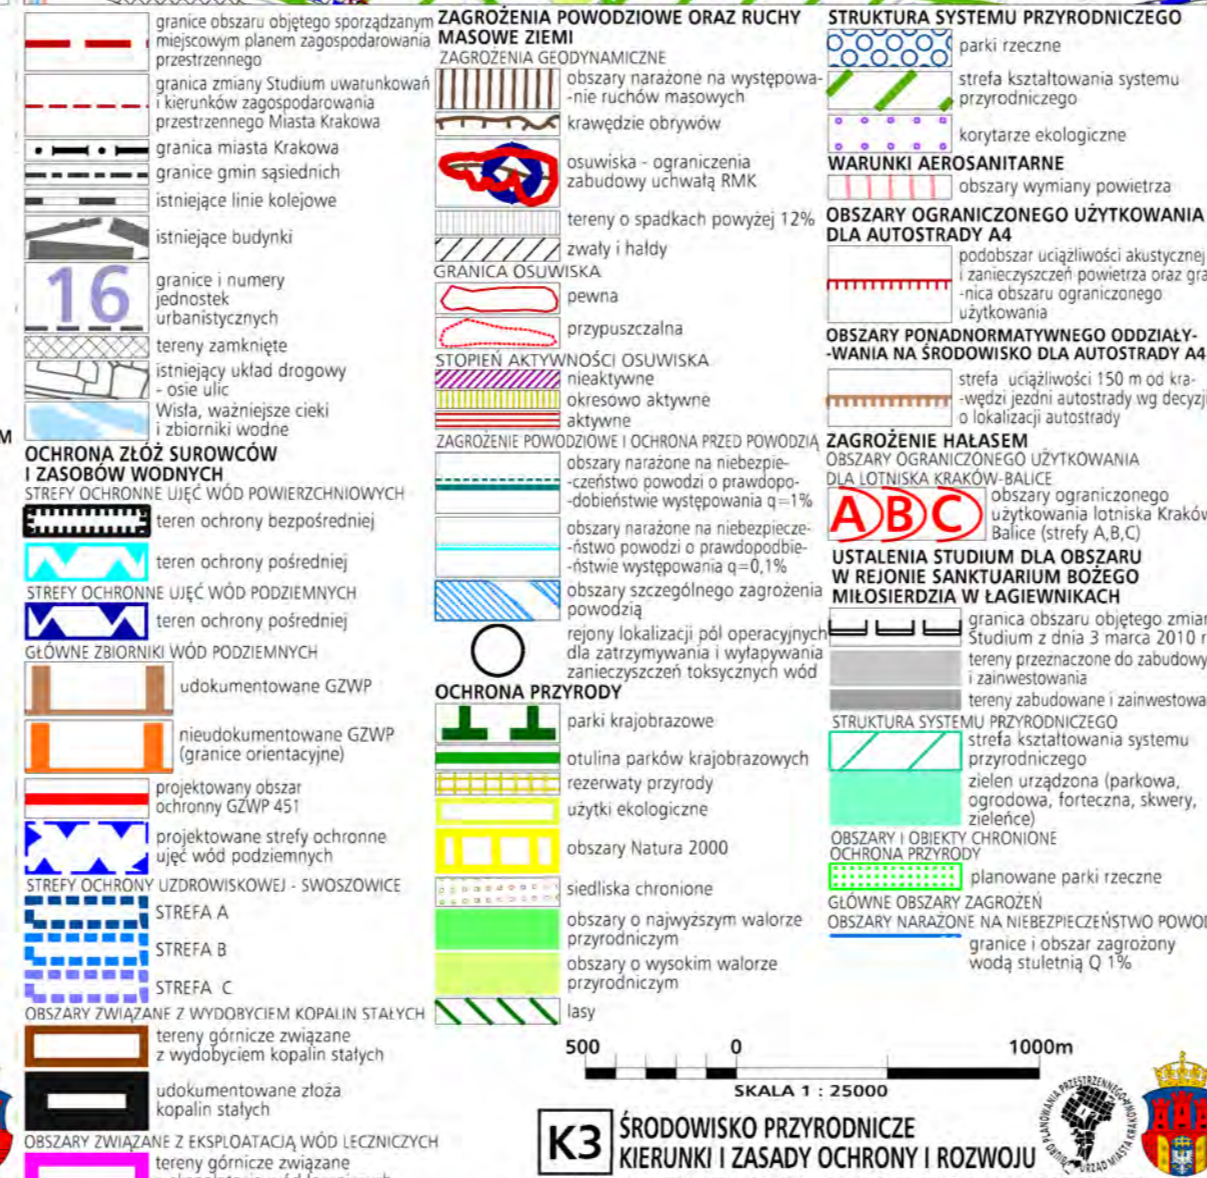 granice obszaru objętego sporządzanym
miejscowym planem zagospodarowania
przestrzennego
granica zmiany Studium uwarunkowań
i kierunków zagospodarowania
przestrzennego Miasta Krakowa
granica miasta Krakowa
granice gmin sąsiednich
istniejące linie kolejowe
istniejące budynki
16
granice i numery
jednostek
urbanistycznych
tereny zamknięte
istniejący układ drogowy
- osie ulic
Wisła, ważniejsze cieki
i zbiorniki wodne
M
OCHRONA ZŁÓŻ SUROWCÓW
I ZASOBÓW WODNYCH
STREFY OCHRONNE UJĘĆ WÓD POWIERZCHNIOWYCH
teren ochrony bezpośredniej
teren ochrony pośredniej
STREFY OCHRONNE UJĘĆ WÓD PODZIEMNYCH
teren ochrony pośredniej
GŁÓWNE ZBIORNIKI WÓD PODZIEMNYCH
udokumentowane GZWP
nieudokumentowane GZWP
(granice orientacyjne)
projektowany obszar
ochronny GZWP 451
projektowane strefy ochronne
ujęć wód podziemnych
STREFY OCHRONY UZDROWISKOWEJ - SWOSZOWICE
STREFA A
STREFA B
STREFA C
OBSZARY ZWIĄZANE Z WYDOBYCIEM KOPALIN STAŁYCH
tereny górnicze związane
z wydobyciem kopalin stałych
udokumentowane złoża
kopalin stałych
OBSZARY ZWIĄZANE Z EKSPLOATACJĄ WÓD LECZNICZYCH
tereny górnicze związane
ZAGROŻENIA POWODZIOWE ORAZ RUCHY
MASOWE ZIEMI
ZAGROŻENIA GEODYNAMICZNE
obszary narażone na występowa-
-nie ruchów masowych
krawędzie obrywów
osuwiska - ograniczenia
zabudowy uchwałą RMK
tereny o spadkach powyżej 12%
zwały i hałdy
GRANICA OSUWISKA
pewna
przypuszczalna
STOPIEŃ AKTYWNOŚCI OSUWISKA
nieaktywne
okresowo aktywne
aktywne
ZAGROŻENIE POWODZIOWE I OCHRONA PRZED POWODZIĄ
obszary narażone na niebezpie-
-czeństwo powodzi o prawdopo-
-dobieństwie występowania q=1%
obszary narażone na niebezpiecze-
-ństwo powodzi o prawdopodbie-
-ństwie występowania q=0,1%
obszary szczególnego zagrożenia
powodzią
rejony lokalizacji pól operacyjnych
dla zatrzymywania i wyłapywania
zanieczyszczeń toksycznych wód
OCHRONA PRZYRODY
parki krajobrazowe
otulina parków krajobrazowych
rezerwaty przyrody
użytki ekologiczne
obszary Natura 2000
siedliska chronione
obszary o najwyższym walorze
przyrodniczym
obszary o wysokim walorze
przyrodniczym
lasy
STRUKTURA SYSTEMU PRZYRODNICZEGO
parki rzeczne
strefa kształtowania systemu
przyrodniczego
korytarze ekologiczne
WARUNKI AEROSANITARNE
obszary wymiany powietrza
OBSZARY OGRANICZONEGO UŻYTKOWANIA
DLA AUTOSTRADY A4
podobszar uciążliwości akustycznej
i zanieczyszczeń powietrza oraz gra
-nica obszaru ograniczonego
użytkowania
OBSZARY PONADNORMATYWNEGO ODDZIAŁY-
-WANIA NA ŚRODOWISKO DLA AUTOSTRADY A4
strefa uciążliwości 150 m od kra-
-wędzi jezdni autostrady wg decyzj
o lokalizacji autostrady
ZAGROŻENIE HAŁASEM
OBSZARY OGRANICZONEGO UŻYTKOWANIA
DLA LOTNISKA KRAKÓW-BALICE
A B C
obszary ograniczonego
użytkowania lotniska Kraków
Balice (strefy A,B,C)
USTALENIA STUDIUM DLA OBSZARU
W REJONIE SANKTUARIUM BOŻEGO
MIŁOSIERDZIA W ŁAGIEWNIKACH
granica obszaru objętego zmian
Studium z dnia 3 marca 2010 r
tereny przeznaczone do zabudowy
i zainwestowania
tereny zabudowane i zainwestowa
STRUKTURA SYSTEMU PRZYRODNICZEGO
strefa kształtowania systemu
przyrodniczego
zielen urządzona (parkowa,
ogrodowa, forteczna, skwery,
zieleńce)
OBSZARY I OBIEKTY CHRONIONE
OCHRONA PRZYRODY
planowane parki rzeczne
GŁÓWNE OBSZARY ZAGROŻEŃ
OBSZARY NARAŻONE NA NIEBEZPIECZEŃSTWO POWOD
granice i obszar zagrożony
wodą stuletnią Q 1%
500 0 1000m
SKALA 1 : 25000
K3
ŚRODOWISKO PRZYRODNICZE
KIERUNKI I ZASADY OCHRONY I ROZWOJU
BIURO PLANOWANIA PRZESTRZENNEGO
URZĄD MIASTA KRAKOWA